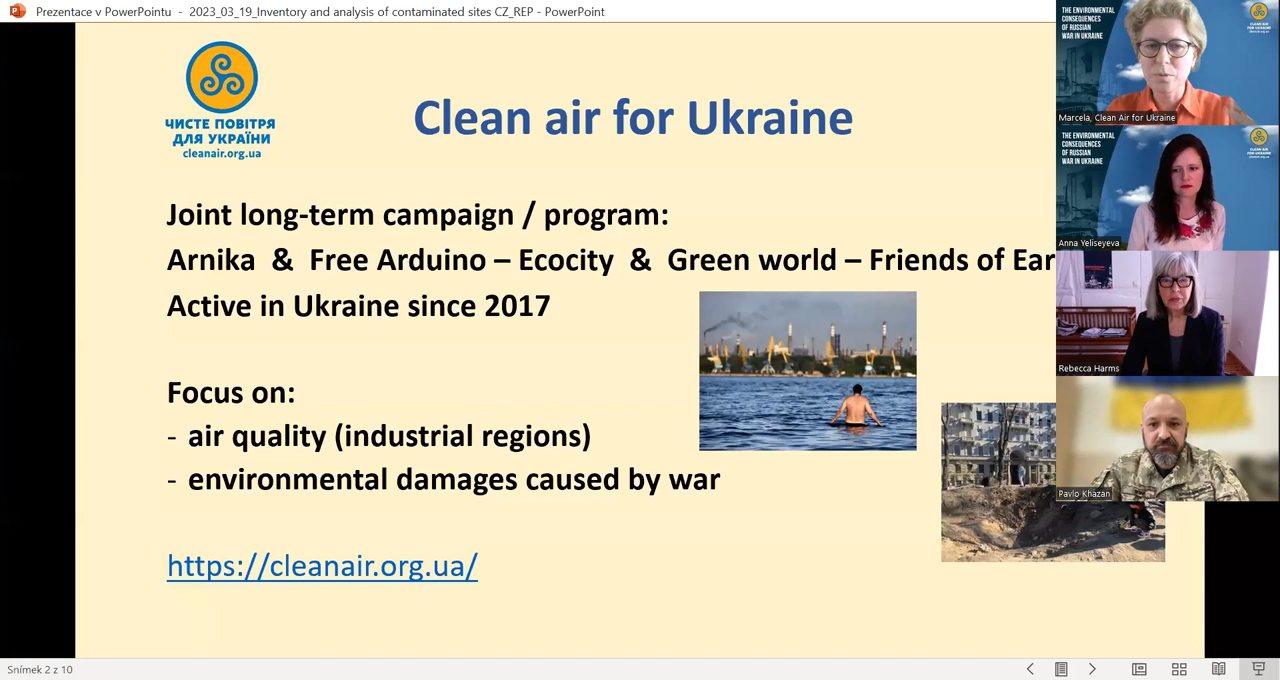 Prezentace v PowerPointu - 2023_03_19_Inventory and analysis of contaminated sites CZ_REP - PowerPoint
ЧИСТЕ ПОВІТРЯ
ДЛЯ УКРАЇНИ
cleanair.org.ua
Clean air for Ukraine
Joint long-term campaign / program:
Arnika & Free Arduino – Ecocity & Green world – Friends of Ear
Active in Ukraine since 2017
Focus on:
- air quality (industrial regions)
- environmental damages caused by war
https://cleanair.org.ua/
THE ENVIRONMENTAL
CONSEQUENCES
OF RUSSIAN
WAR IN UKRAINE
Marcela, Clean Air for Ukraine
THE ENVIRONMENTAL
CONSEQUENCES
OF RUSSIAN
WAR IN UKRAINE
Anna Yeliseyeva
Rebecca Harms
Pavlo Khazan
Snímek 2 z 10